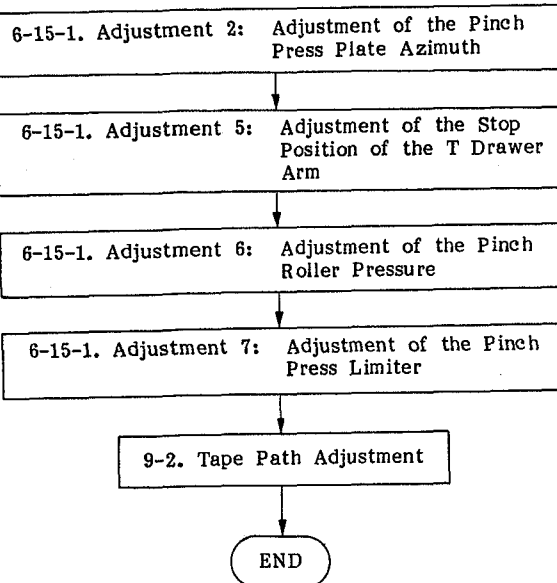 6-15-1. Adjustment 2: Adjustment of the Pinch
Press Plate Azimuth
6-15-1. Adjustment 5: Adjustment of the Stop
Position of the T Drawer
Arm
6-15-1. Adjustment 6: Adjustment of the Pinch
Roller Pressure
6-15-1. Adjustment 7: Adjustment of the Pinch
Press Limiter
9-2. Tape Path Adjustment
END